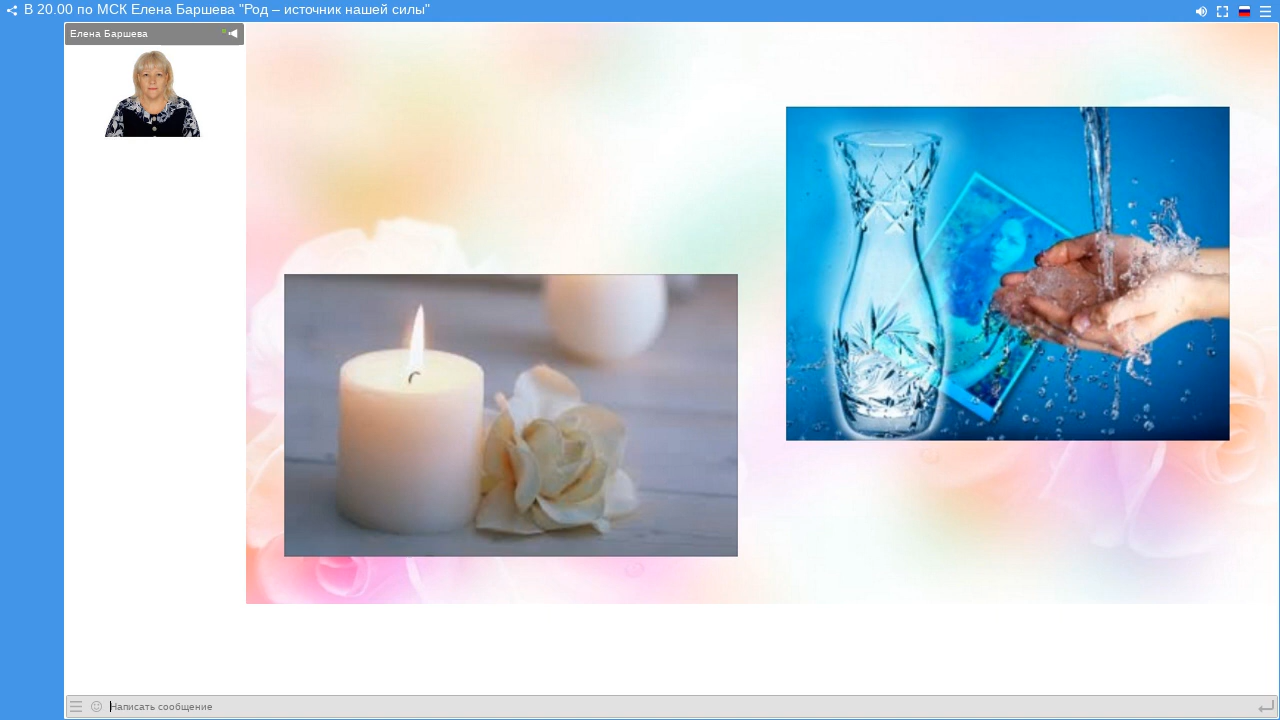 В 20.00 по МСК Елена Баршева "Род – источник нашей силы"
Елена Баршева
Написать сообщение